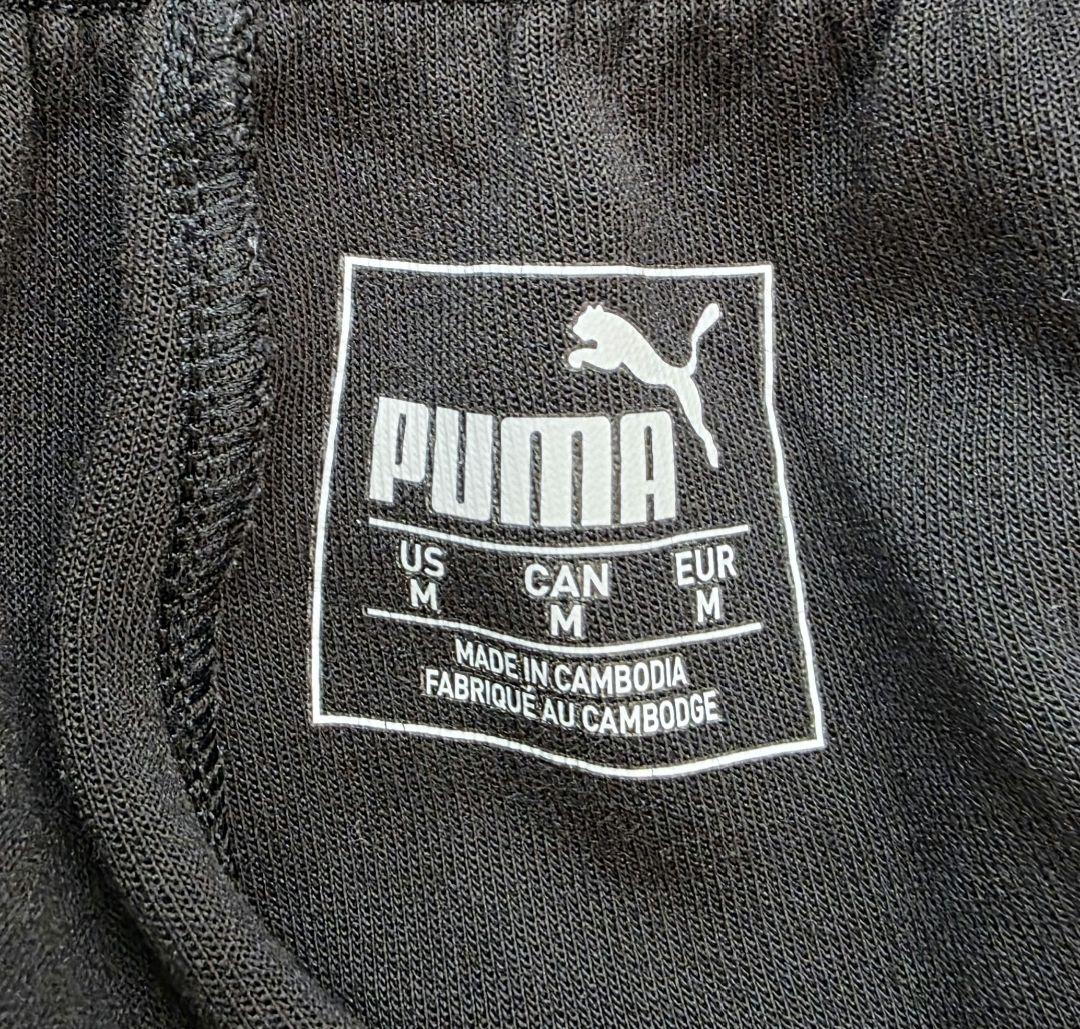 PUMA
US CAN EUR
M M M
MADE IN CAMBODIA
FABRIQUÉ AU CAMBODGE